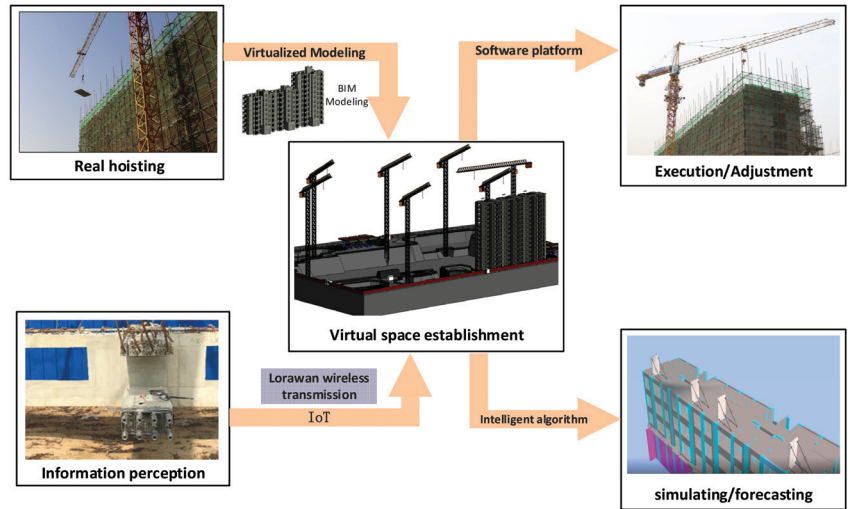 Virtualized Modeling
Software platform
BIM
Modeling
Real hoisting
Execution/Adjustment
Virtual space establishment
Lorawan wireless
transmission
IoT
Intelligent algorithm
Information perception
simulating/forecasting